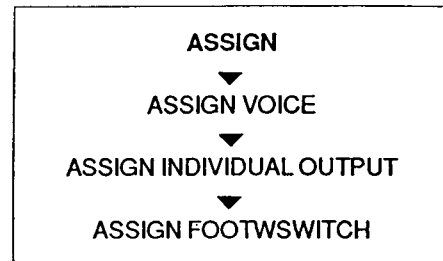 ASSIGN
ASSIGN VOICE
ASSIGN INDIVIDUAL OUTPUT
ASSIGN FOOTWSWITCH